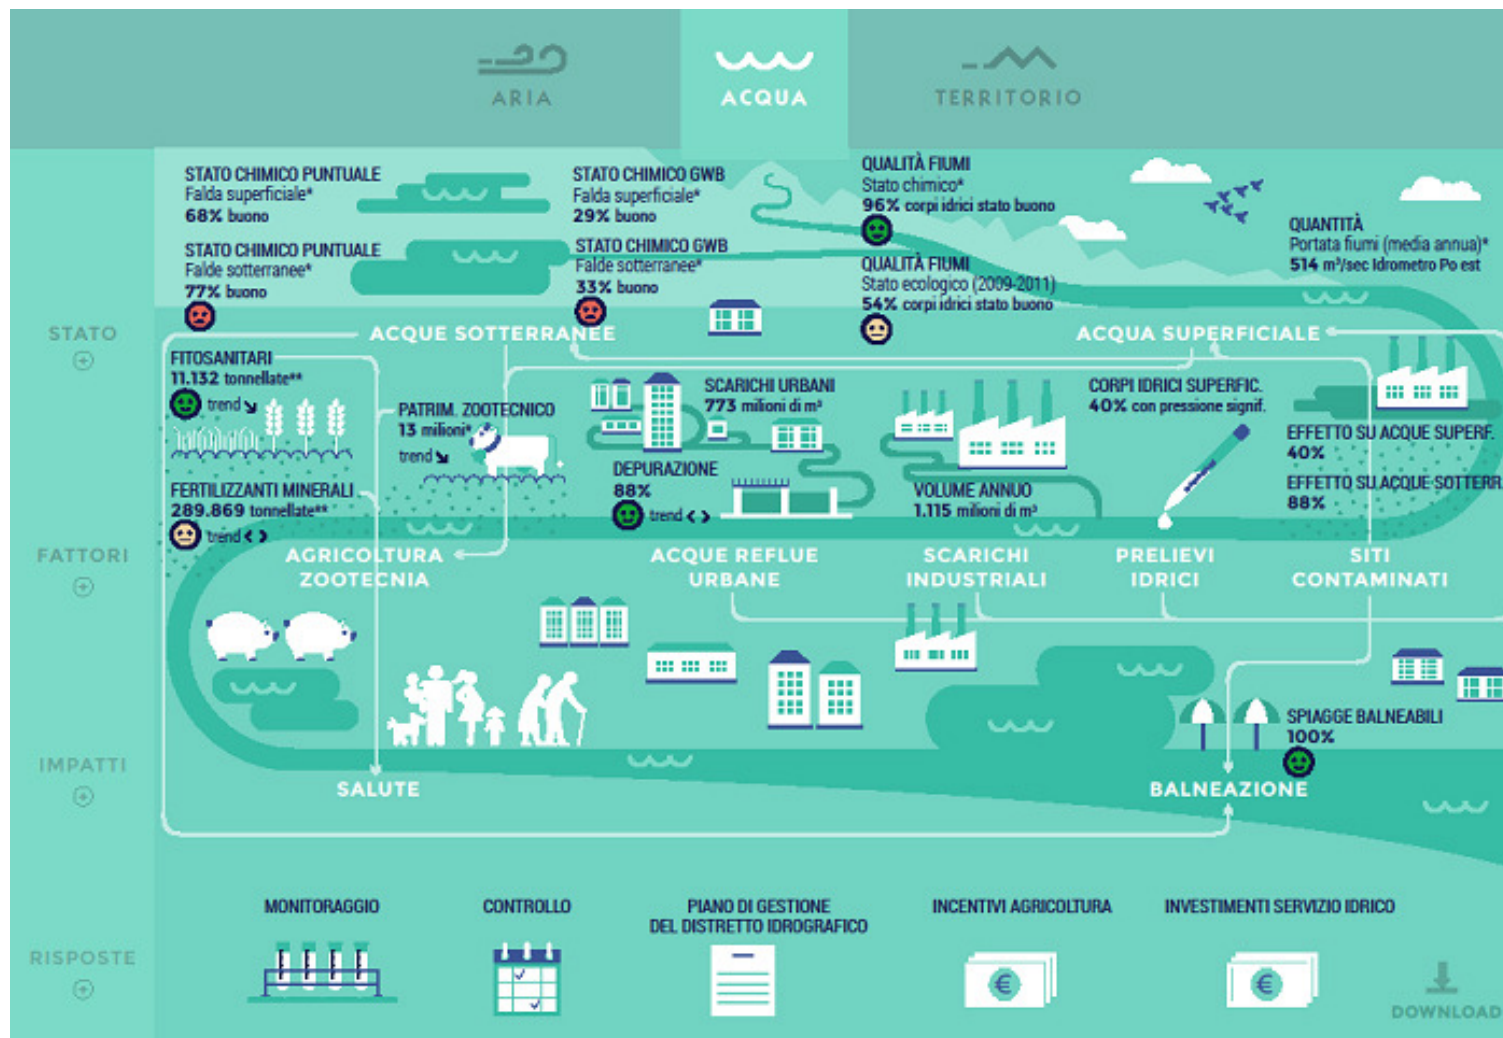 ARIA
ACQUA
TERRITORIO
STATO CHIMICO PUNTUALE
Falda superficiale*
68% buono
STATO CHIMICO GWB
Falda superficiale*
29% buono
QUALITÀ FIUMI
Stato chimico*
96% corpi idrici stato buono
QUANTITÀ
Portata fiumi (media annua)*
514 m³/sec Idrometro Po est
STATO CHIMICO PUNTUALE
Falde sotterranee*
77% buono
STATO CHIMICO GWB
Falde sotterranee*
33% buono
QUALITÀ FIUMI
Stato ecologico (2009-2011)
54% corpi idrici stato buono
STATO
ACQUE SOTTERRANEE
ACQUA SUPERFICIALE
FITOSANITARI
11.132 tonnellate**
trend
PATRIM. ZOOTECNICO
13 milioni*
trend
SCARICHI URBANI
773 milioni di m³
CORPI IDRICI SUPERFIC.
40% con pressione signif.
EFFETTO SU ACQUE SUPERF.
40%
EFFETTO SU ACQUE SOTTERR
88%
FERTILIZZANTI MINERALI
289.869 tonnellate**
trend
DEPURAZIONE
88%
trend
VOLUME ANNUO
1.115 milioni di m³
FATTORI
AGRICOLTURA
ZOOTECNIA
ACQUE REFLUE
URBANE
SCARICHI
INDUSTRIALI
PRELIEVI
IDRICI
SITI
CONTAMINATI
SPIAGGE BALNEABILI
100%
IMPATTI
SALUTE
BALNEAZIONE
RISPOSTE
MONITORAGGIO
CONTROLLO
PIANO DI GESTIONE
DEL DISTRETTO IDROGRAFICO
INCENTIVI AGRICOLTURA
€
INVESTIMENTI SERVIZIO IDRICO
€
DOWNLOAD